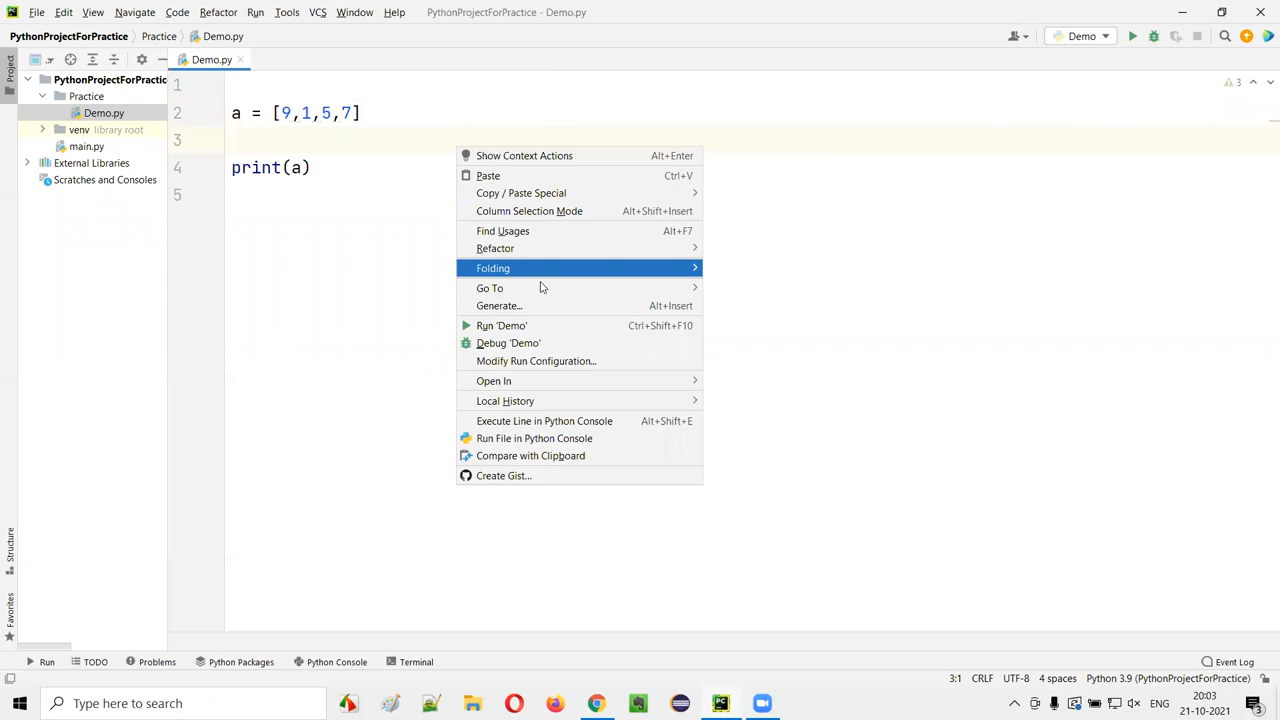 File Edit View Navigate Code Refactor Run Tools VCS Window Help PythonProjectForPractice - Demo.py
PythonProjectForPractice Practice Demo.py Demo
Project
Demo.py
PythonProjectForPractic
Practice
Demo.py
venv library root
main.py
External Libraries
Scratches and Consoles
3
1
2 a = [9,1,5,7]
3
4 print(a)
5
Show Context Actions Alt+Enter
Paste Ctrl+V
Copy / Paste Special
Column Selection Mode Alt+Shift+Insert
Find Usages Alt+F7
Refactor
Folding
Go To
Generate... Alt+Insert
Run 'Demo' Ctrl+Shift+F10
Debug 'Demo'
Modify Run Configuration...
Open In
Local History
Execute Line in Python Console Alt+Shift+E
Run File in Python Console
Compare with Clipboard
Create Gist...
Structure
Favorites
Run TODO Problems Python Packages Python Console Terminal Event Log
3:1 CRLF UTF-8 4 spaces Python 3.9 (PythonProjectForPractice)
Type here to search
PC
ENG
20:03
21-10-2021
3